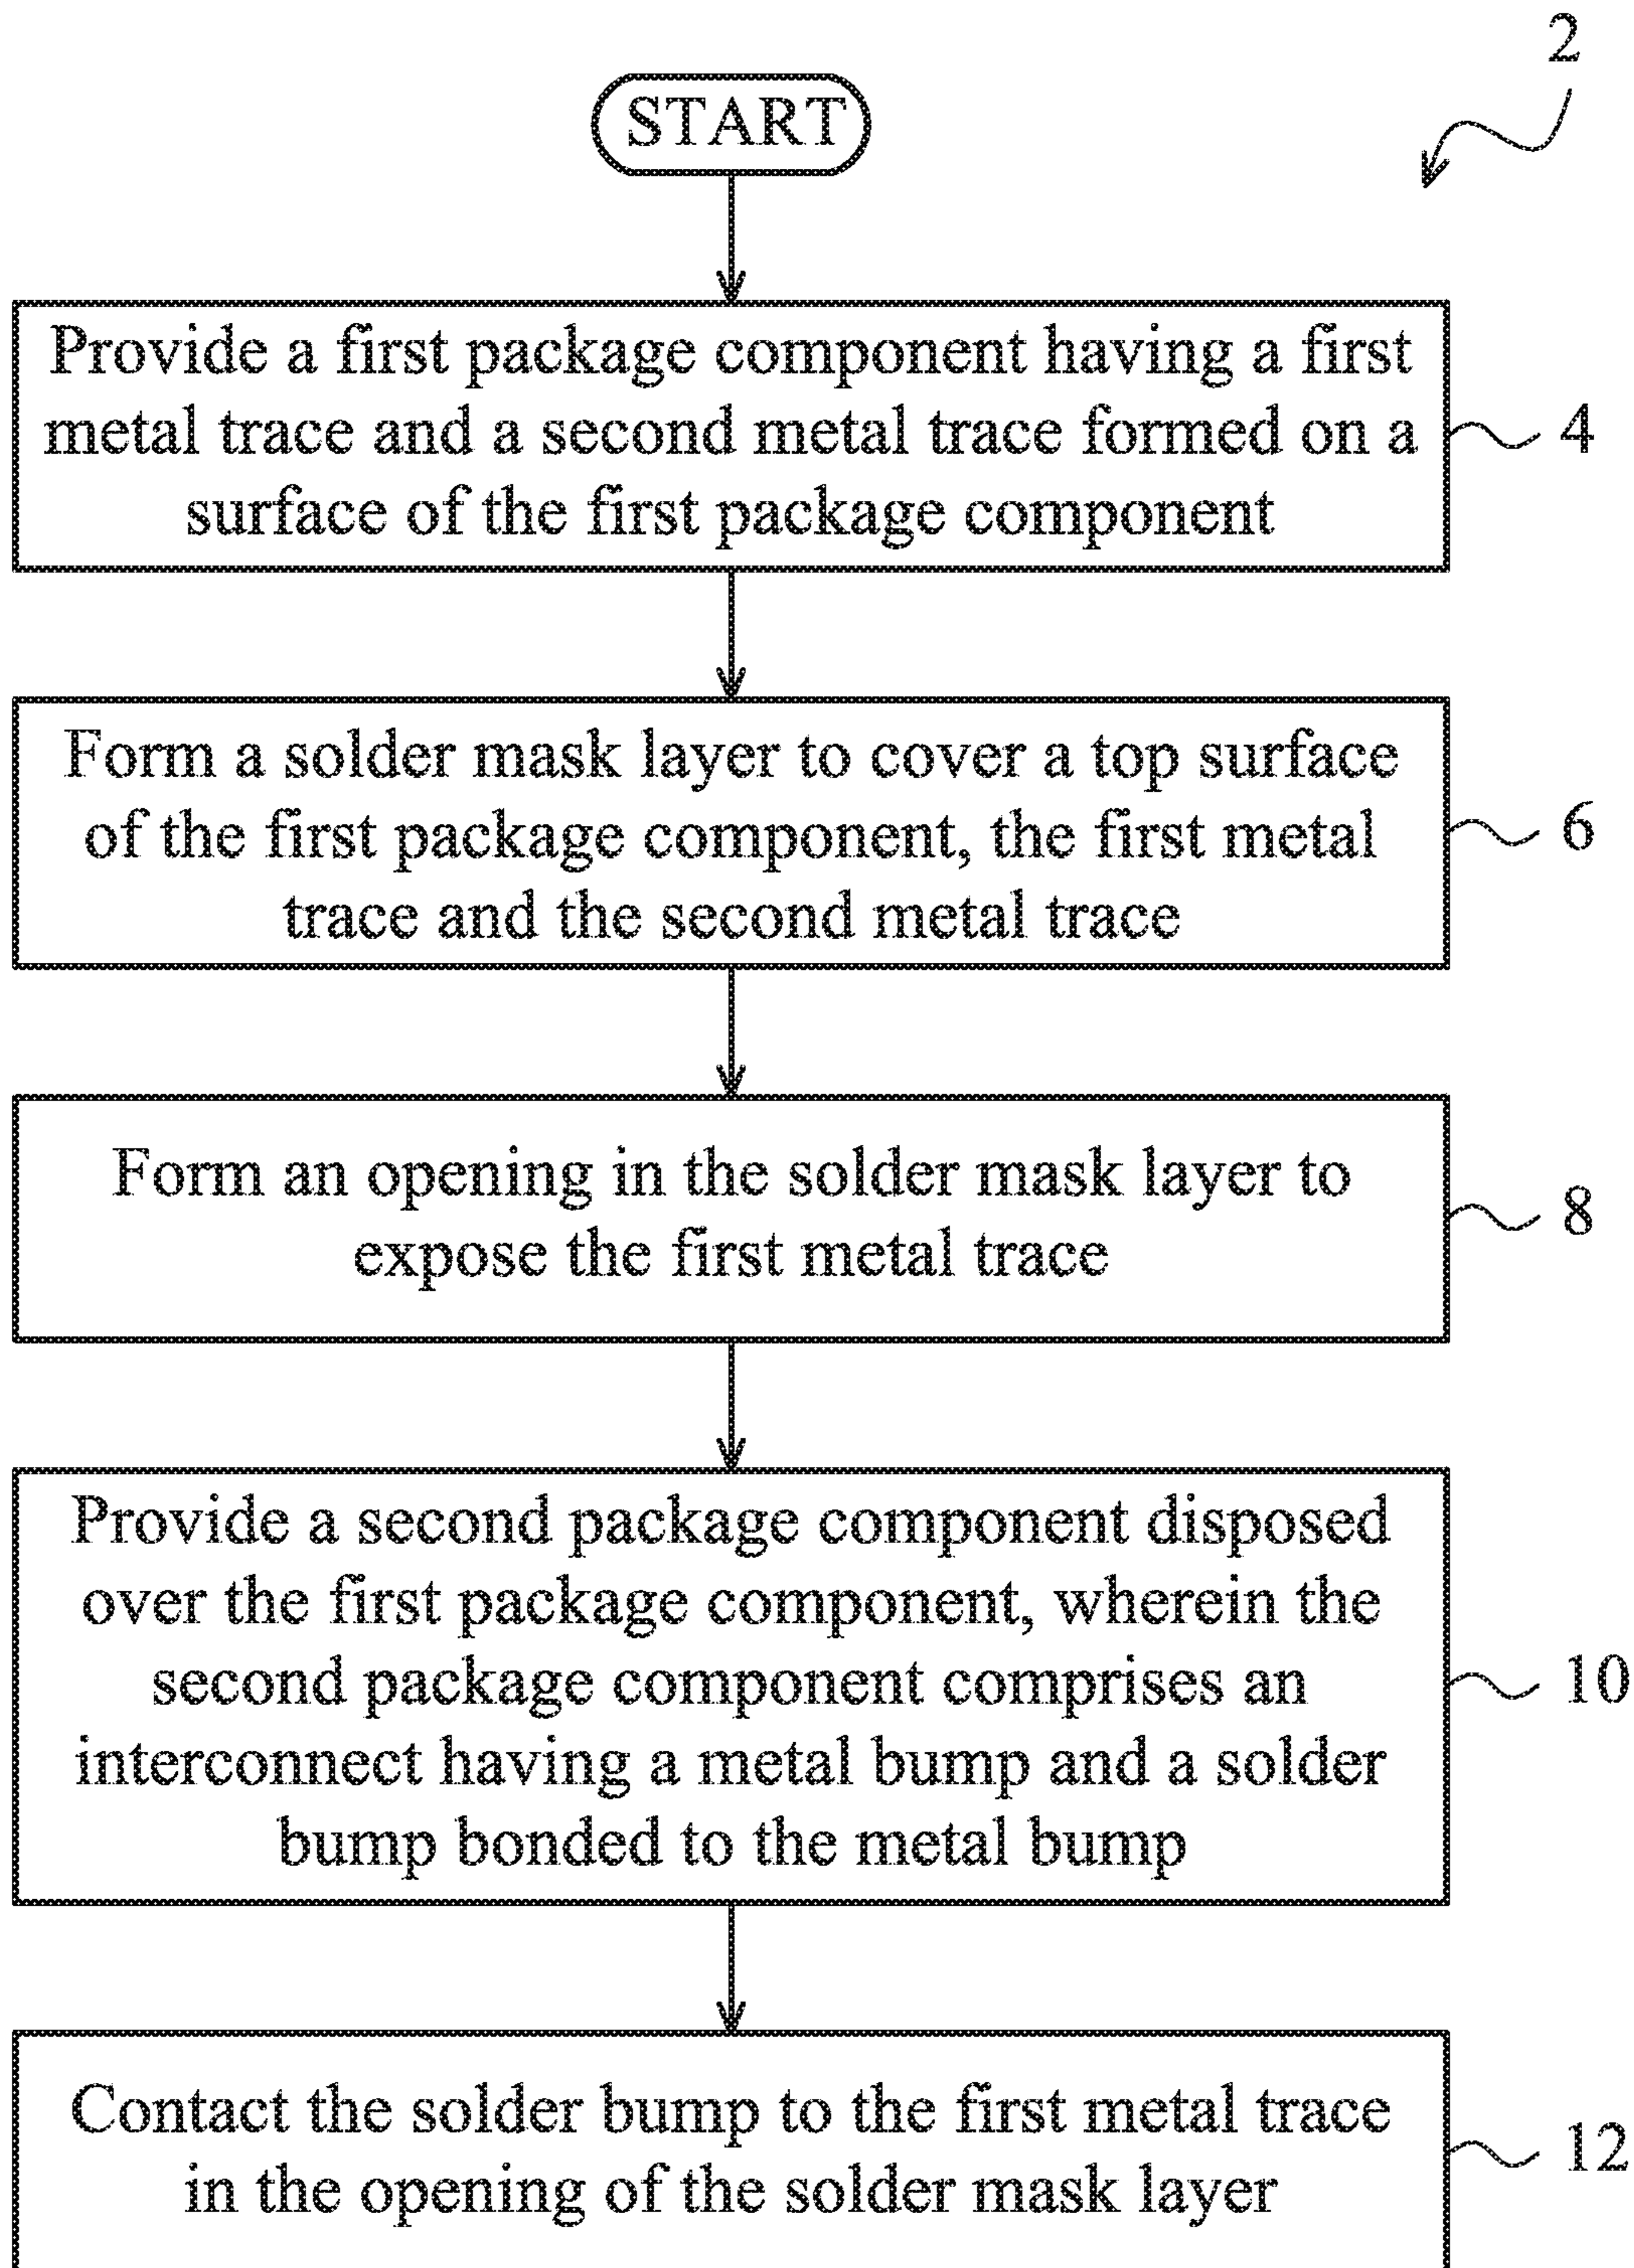 2
START
Provide a first package component having a first
metal trace and a second metal trace formed on a
surface of the first package component
4
Form a solder mask layer to cover a top surface
of the first package component, the first metal
trace and the second metal trace
6
Form an opening in the solder mask layer to
expose the first metal trace
8
Provide a second package component disposed
over the first package component, wherein the
second package component comprises an
interconnect having a metal bump and a solder
bump bonded to the metal bump
10
Contact the solder bump to the first metal trace
in the opening of the solder mask layer
12